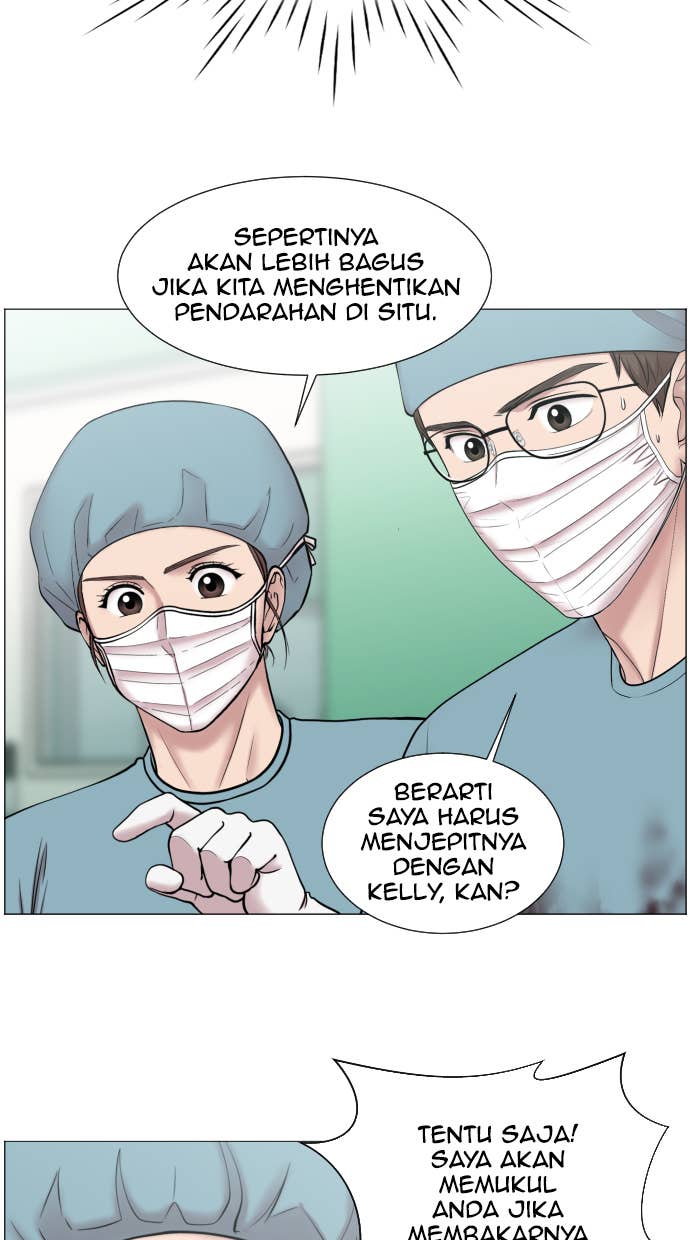 SEPERTINYA
AKAN LEBIH BAGUS
JIKA KITA MENGHENTIKAN
PENDARAHAN DI SITU.
BERARTI
SAYA HARUS
MENJEPITNYA
DENGAN
KELLY, KAN?
TENTU SAJA!
SAYA AKAN
MEMUKUL
ANDA JIKA
MEMBAKARNYA